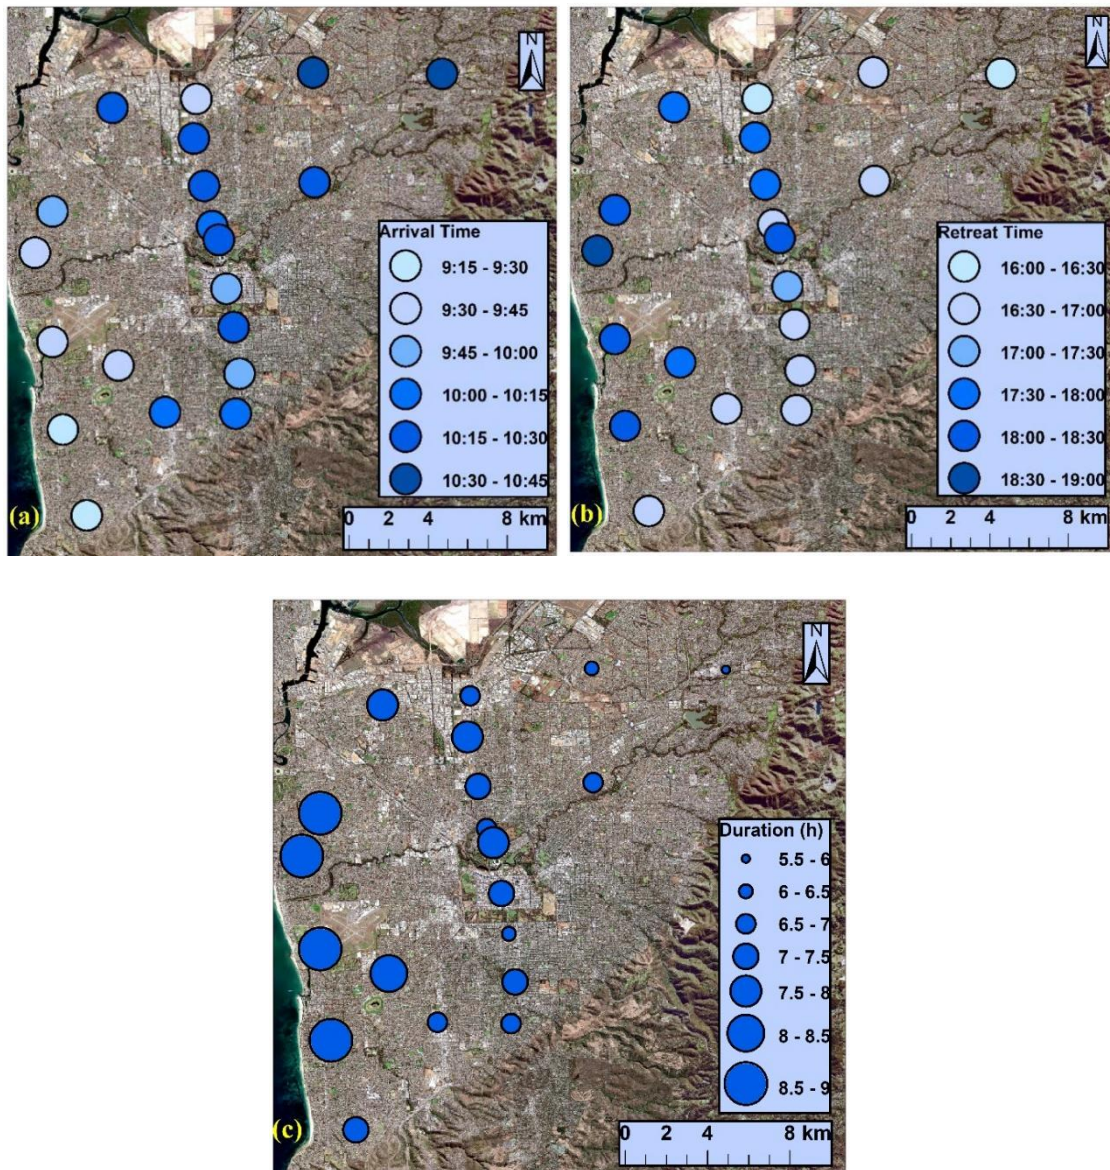 N
Arrival Time
9:15 - 9:30
9:30 - 9:45
9:45 - 10:00
10:00 - 10:15
10:15 - 10:30
10:30 - 10:45
(a)
0 4 8 km
N
Retreat Time
16:00 - 16:30
16:30 - 17:00
17:00 - 17:30
17:30 - 18:00
18:00 - 18:30
18:30 - 19:00
(b)
0 4 8 km
N
Duration (h)
5.5 - 6
6 - 6.5
6.5 - 7
7 - 7.5
7.5 - 8
8 - 8.5
8.5 - 9
(c)
0 4 8 km